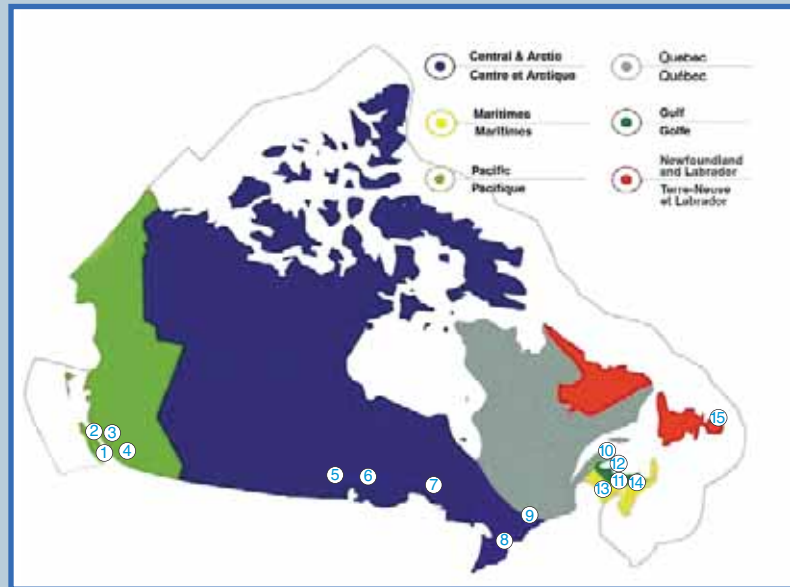 Central & Arctic
Centre et Arctique
Quebec
Québec
Maritimes
Maritimes
Gulf
Golfe
Pacific
Pacifique
Newfoundland
and Labrador
Terre-Neuve
et Labrador
15
2
3
1
4
10
12
5
6
7
11
14
13
9
8